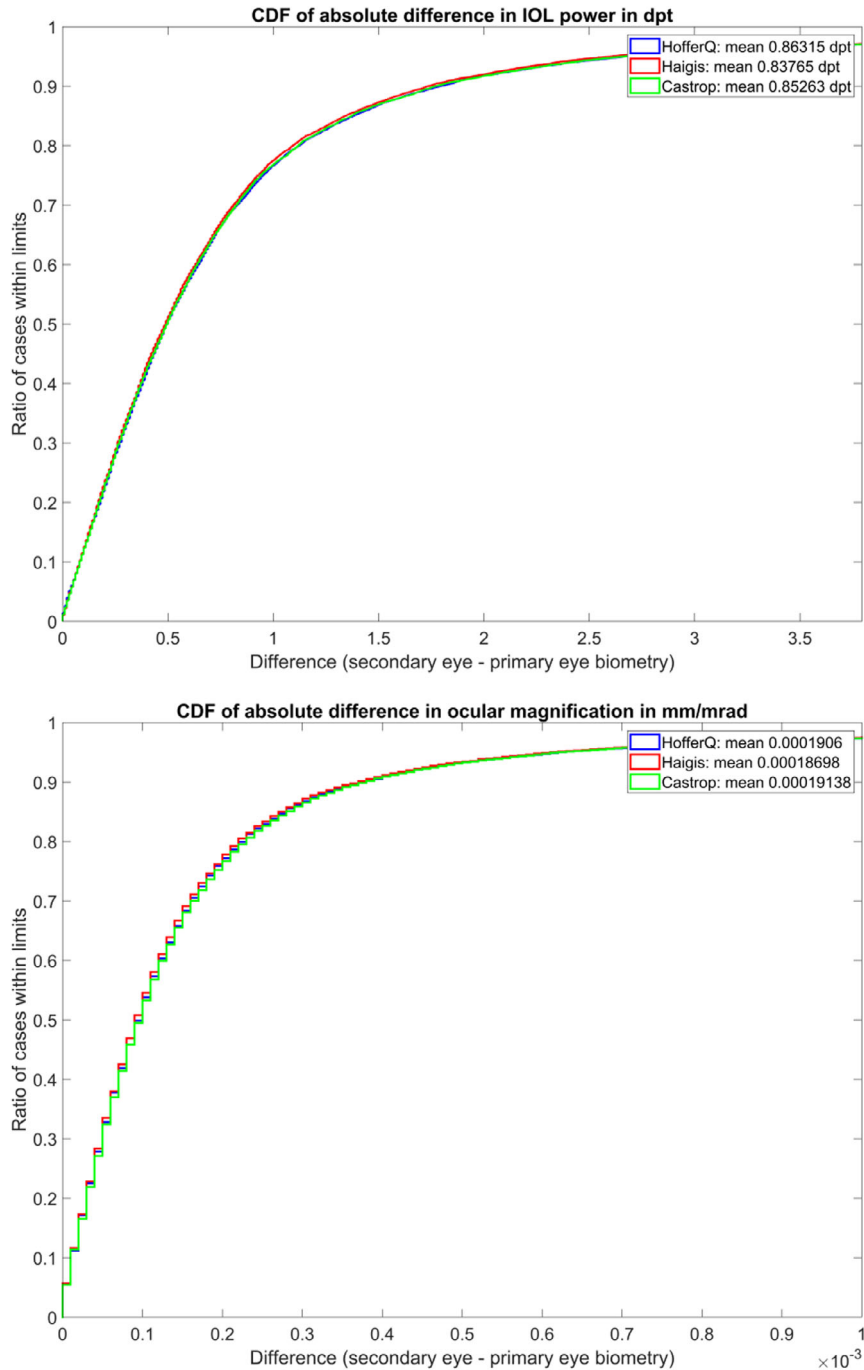 CDF of absolute difference in IOL power in dpt
HofferQ: mean 0.86315 dpt
Haigis: mean 0.83765 dpt
Castrop: mean 0.85263 dpt
Ratio of cases within limits
1
0.9
0.8
0.7
0.6
0.5
0.4
0.3
0.2
0.1
0
0 0.5 1 1.5 2 2.5 3 3.5
Difference (secondary eye - primary eye biometry)
CDF of absolute difference in ocular magnification in mm/mrad
HofferQ: mean 0.0001906
Haigis: mean 0.00018698
Castrop: mean 0.00019138
Ratio of cases within limits
1
0.9
0.8
0.7
0.6
0.5
0.4
0.3
0.2
0.1
0
0 0.1 0.2 0.3 0.4 0.5 0.6 0.7 0.8 0.9 1
Difference (secondary eye - primary eye biometry)
×10⁻³